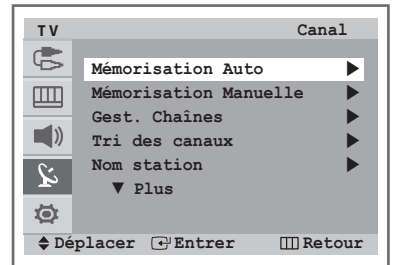 TV Canal
Mémorisation Auto ▶
Mémorisation Manuelle ▶
Gest. Chaînes ▶
Tri des canaux ▶
Nom station ▶
▼ Plus
Déplacer Entrer Retour